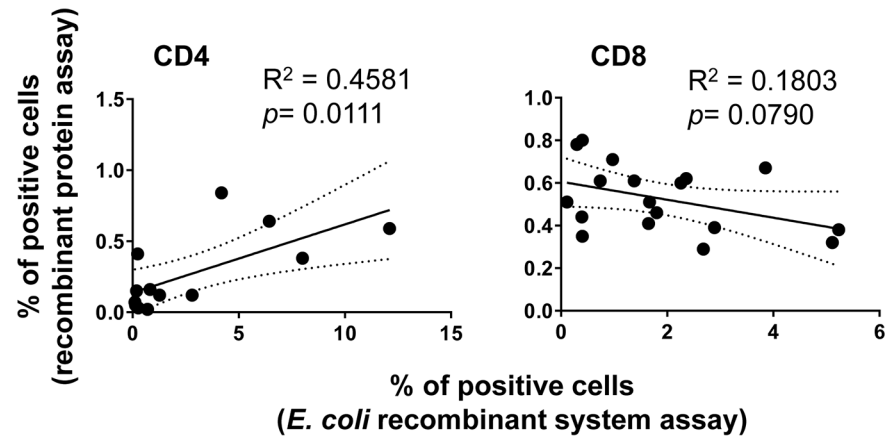 % of positive cells
(recombinant protein assay)
CD4
R² = 0.4581
p= 0.0111
1.5
1.0
0.5
0.0
0
5
10
15
CD8
R² = 0.1803
p= 0.0790
1.0
0.8
0.6
0.4
0.2
0.0
0
2
4
6
% of positive cells
(E. coli recombinant system assay)